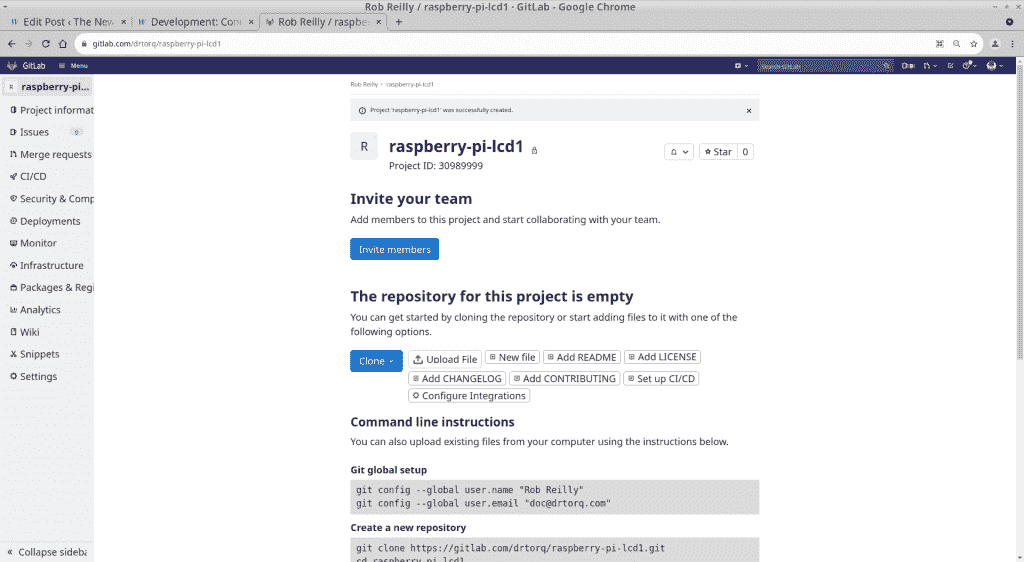 Rob Reilly / raspberry-pi-lcd1 · GitLab - Google Chrome
Edit Post ‹ The New
Development: Con
Rob Reilly / raspbe
gitlab.com/drtorq/raspberry-pi-lcd1
GitLab
Menu
Search GitLab
R raspberry-pi...
Project informat
Issues 0
Merge requests
CI/CD
Security & Comp
Deployments
Monitor
Infrastructure
Packages & Regi
Analytics
Wiki
Snippets
Settings
« Collapse sideba
Rob Reilly › raspberry-pi-lcd1
Project 'raspberry-pi-lcd1' was successfully created.
R
raspberry-pi-lcd1
Star 0
Project ID: 30989999
Invite your team
Add members to this project and start collaborating with your team.
Invite members
The repository for this project is empty
You can get started by cloning the repository or start adding files to it with one of the
following options.
Clone
Upload File
New file
Add README
Add LICENSE
Add CHANGELOG
Add CONTRIBUTING
Set up CI/CD
Configure Integrations
Command line instructions
You can also upload existing files from your computer using the instructions below.
Git global setup
git config --global user.name "Rob Reilly"
git config --global user.email "doc@drtorq.com"
Create a new repository
git clone https://gitlab.com/drtorq/raspberry-pi-lcd1.git
cd raspberry-pi-lcd1